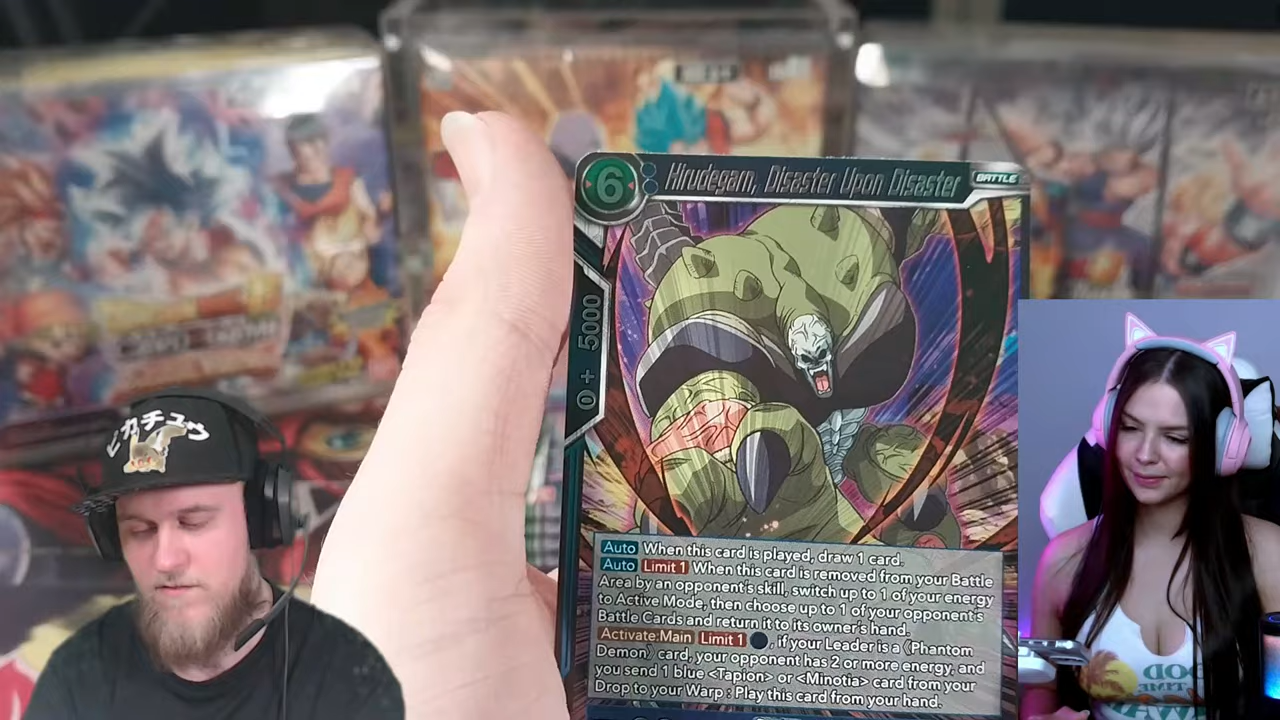 6
Hirudegarn, Disaster Upon Disaster
BATTLE
0 + 5000
Auto When this card is played, draw 1 card.
Auto Limit 1 When this card is removed from your Battle
Area by an opponent's skill, switch up to 1 of your energy
to Active Mode, then choose up to 1 of your opponent's
Battle Cards and return it to its owner's hand.
Activate:Main Limit 1 , if your Leader is a 《Phantom
Demon》 card, your opponent has 2 or more energy, and
you send 1 blue <Tapion> or <Minotia> card from your
Drop to your Warp : Play this card from your hand.
ピカチュウ